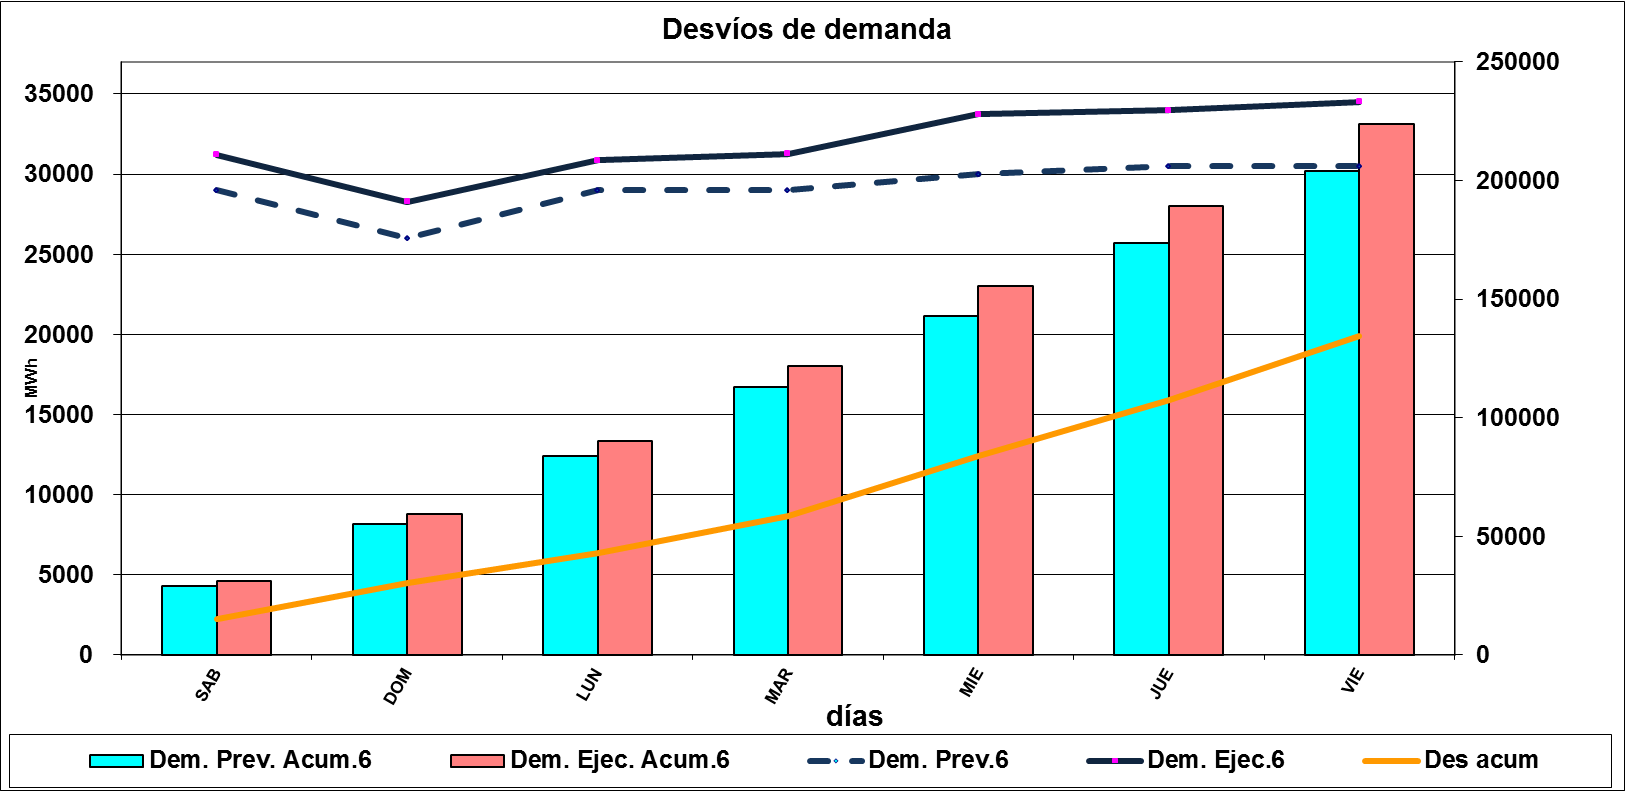 Desvíos de demanda
35000
30000
25000
20000
15000
10000
5000
0
MWh
250000
200000
150000
100000
50000
0
SAB
DOM
LUN
MAR
MIE
JUE
VIE
días
Dem. Prev. Acum.6
Dem. Ejec. Acum.6
Dem. Prev.6
Dem. Ejec.6
Des acum